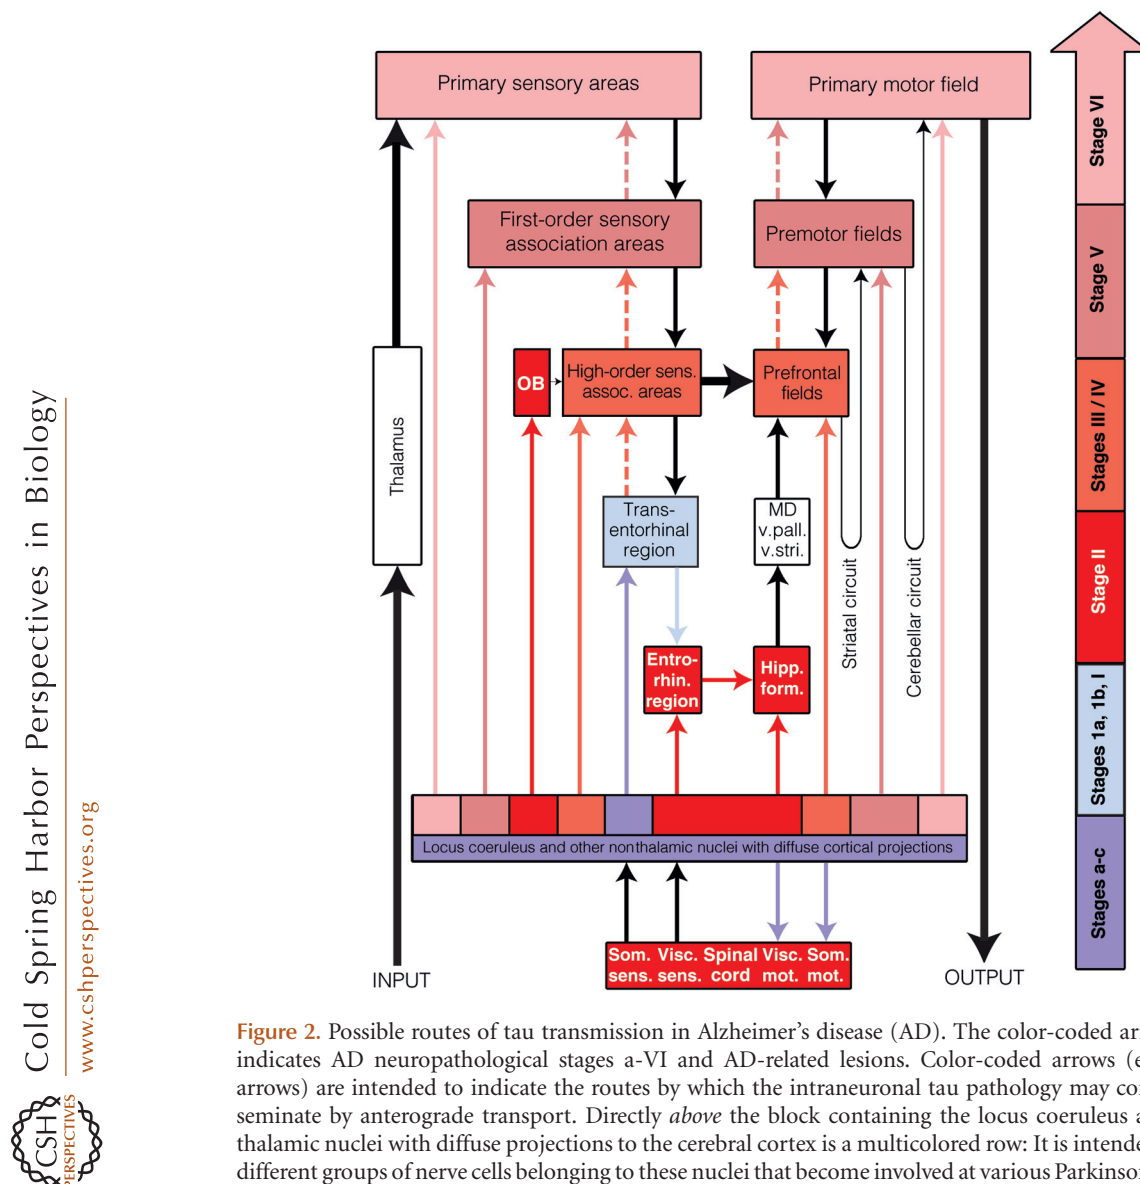 Cold Spring Harbor Perspectives in Biology
www.cshperspectives.org
CSH
PERSPECTIVES
Primary sensory areas
Primary motor field
First-order sensory
association areas
Premotor fields
OB
High-order sens.
assoc. areas
Prefrontal
fields
Thalamus
Trans-
entorhinal
region
MD
v.pall.
v.stri.
Striatal circuit
Cerebellar circuit
Entro-
rhin.
region
Hipp.
form.
Locus coeruleus and other nonthalamic nuclei with diffuse cortical projections
Som. Visc. Spinal Visc. Som.
sens. sens. cord mot. mot.
INPUT
OUTPUT
Stage VI
Stage V
Stages III / IV
Stage II
Stages 1a, 1b, I
Stages a-c
Figure 2. Possible routes of tau transmission in Alzheimer's disease (AD). The color-coded
indicates AD neuropathological stages a-VI and AD-related lesions. Color-coded arrows
arrows) are intended to indicate the routes by which the intraneuronal tau pathology may
seminate by anterograde transport. Directly above the block containing the locus coeruleus
thalamic nuclei with diffuse projections to the cerebral cortex is a multicolored row: It is
different groups of nerve cells belonging to these nuclei that become involved at various